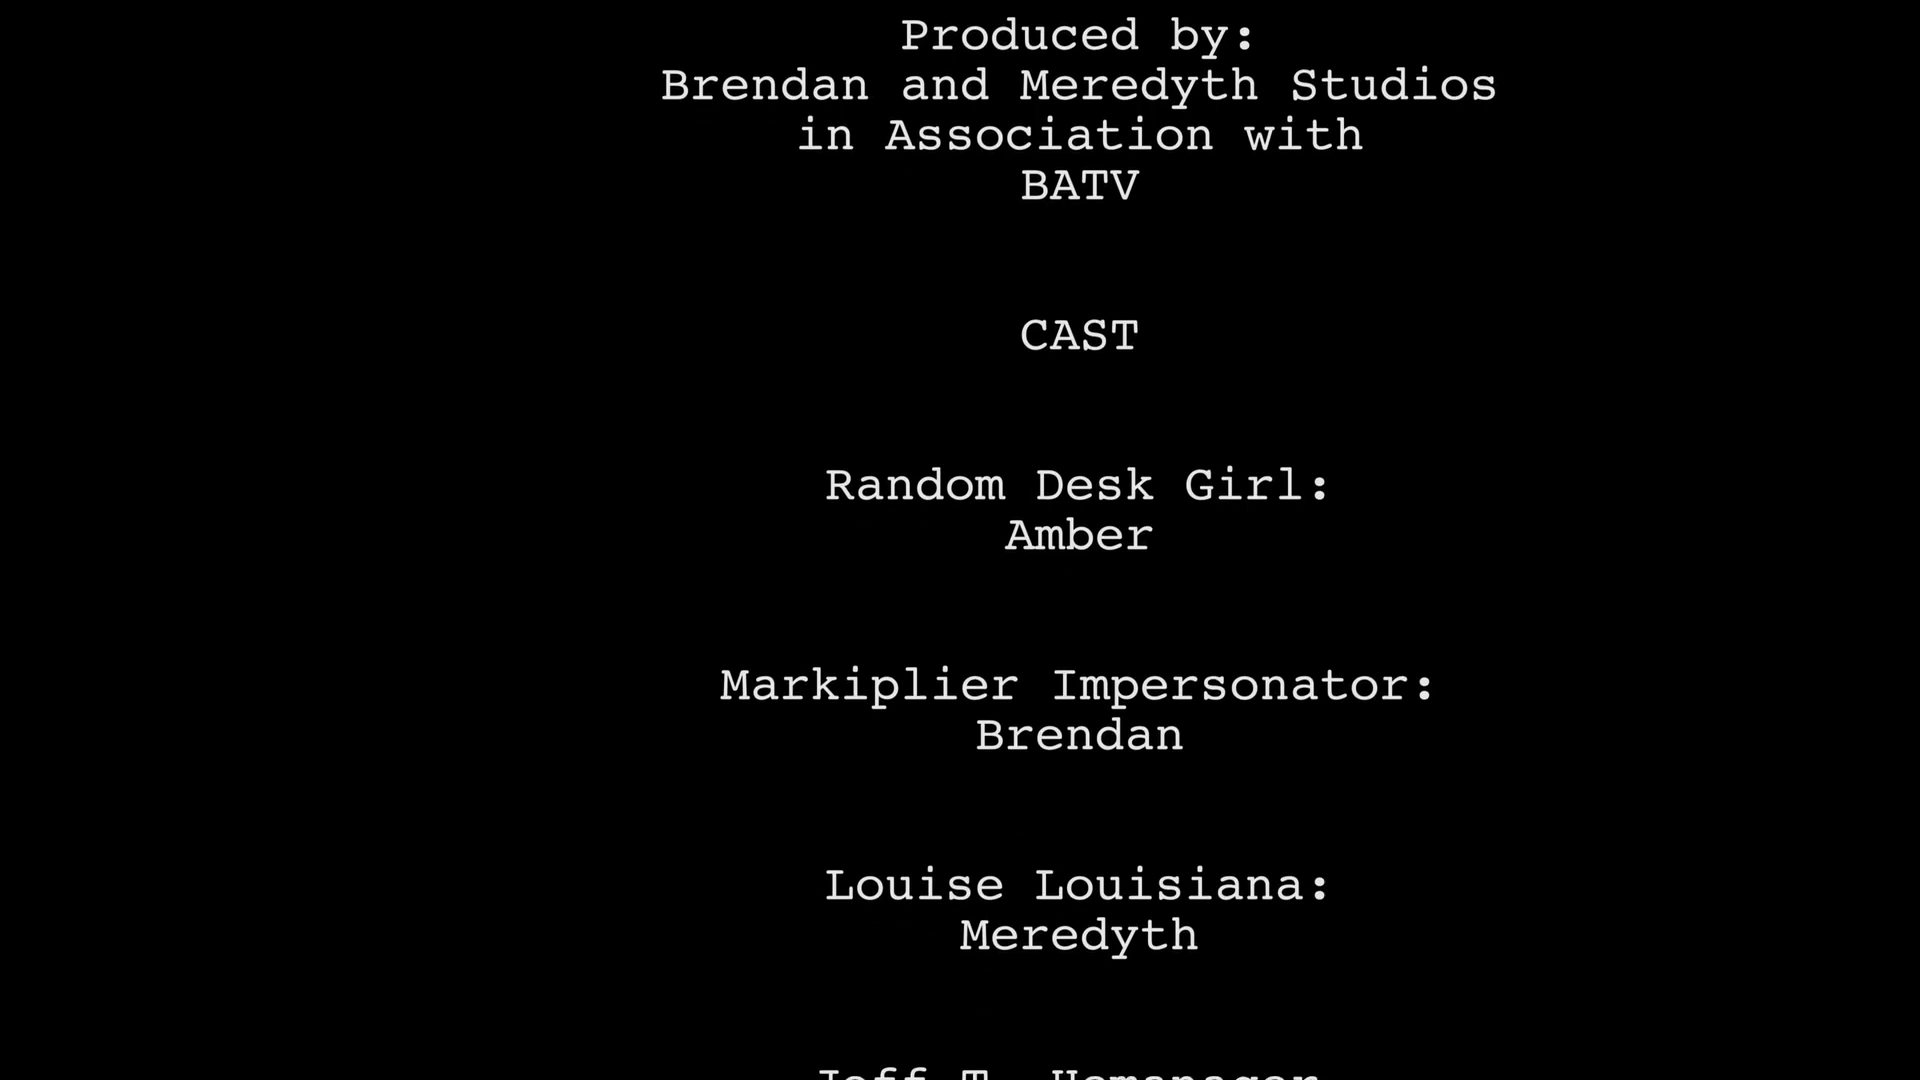 Produced by:
Brendan and Meredyth Studios
in Association with
BATV
CAST
Random Desk Girl:
Amber
Markiplier Impersonator:
Brendan
Louise Louisiana:
Meredyth
Jeff T.